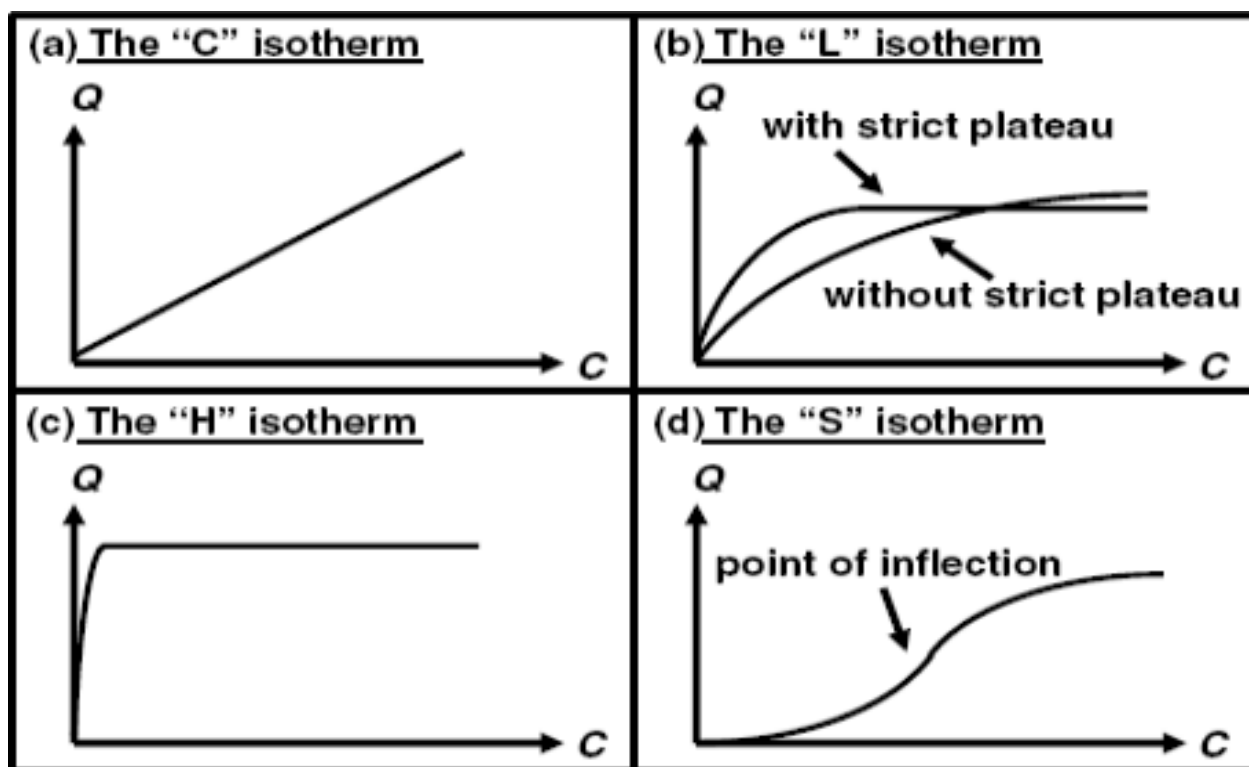 (a) The “C” isotherm
Q
C
(b) The “L” isotherm
Q
with strict plateau
without strict plateau
C
(c) The “H” isotherm
Q
C
(d) The “S” isotherm
Q
point of inflection
C